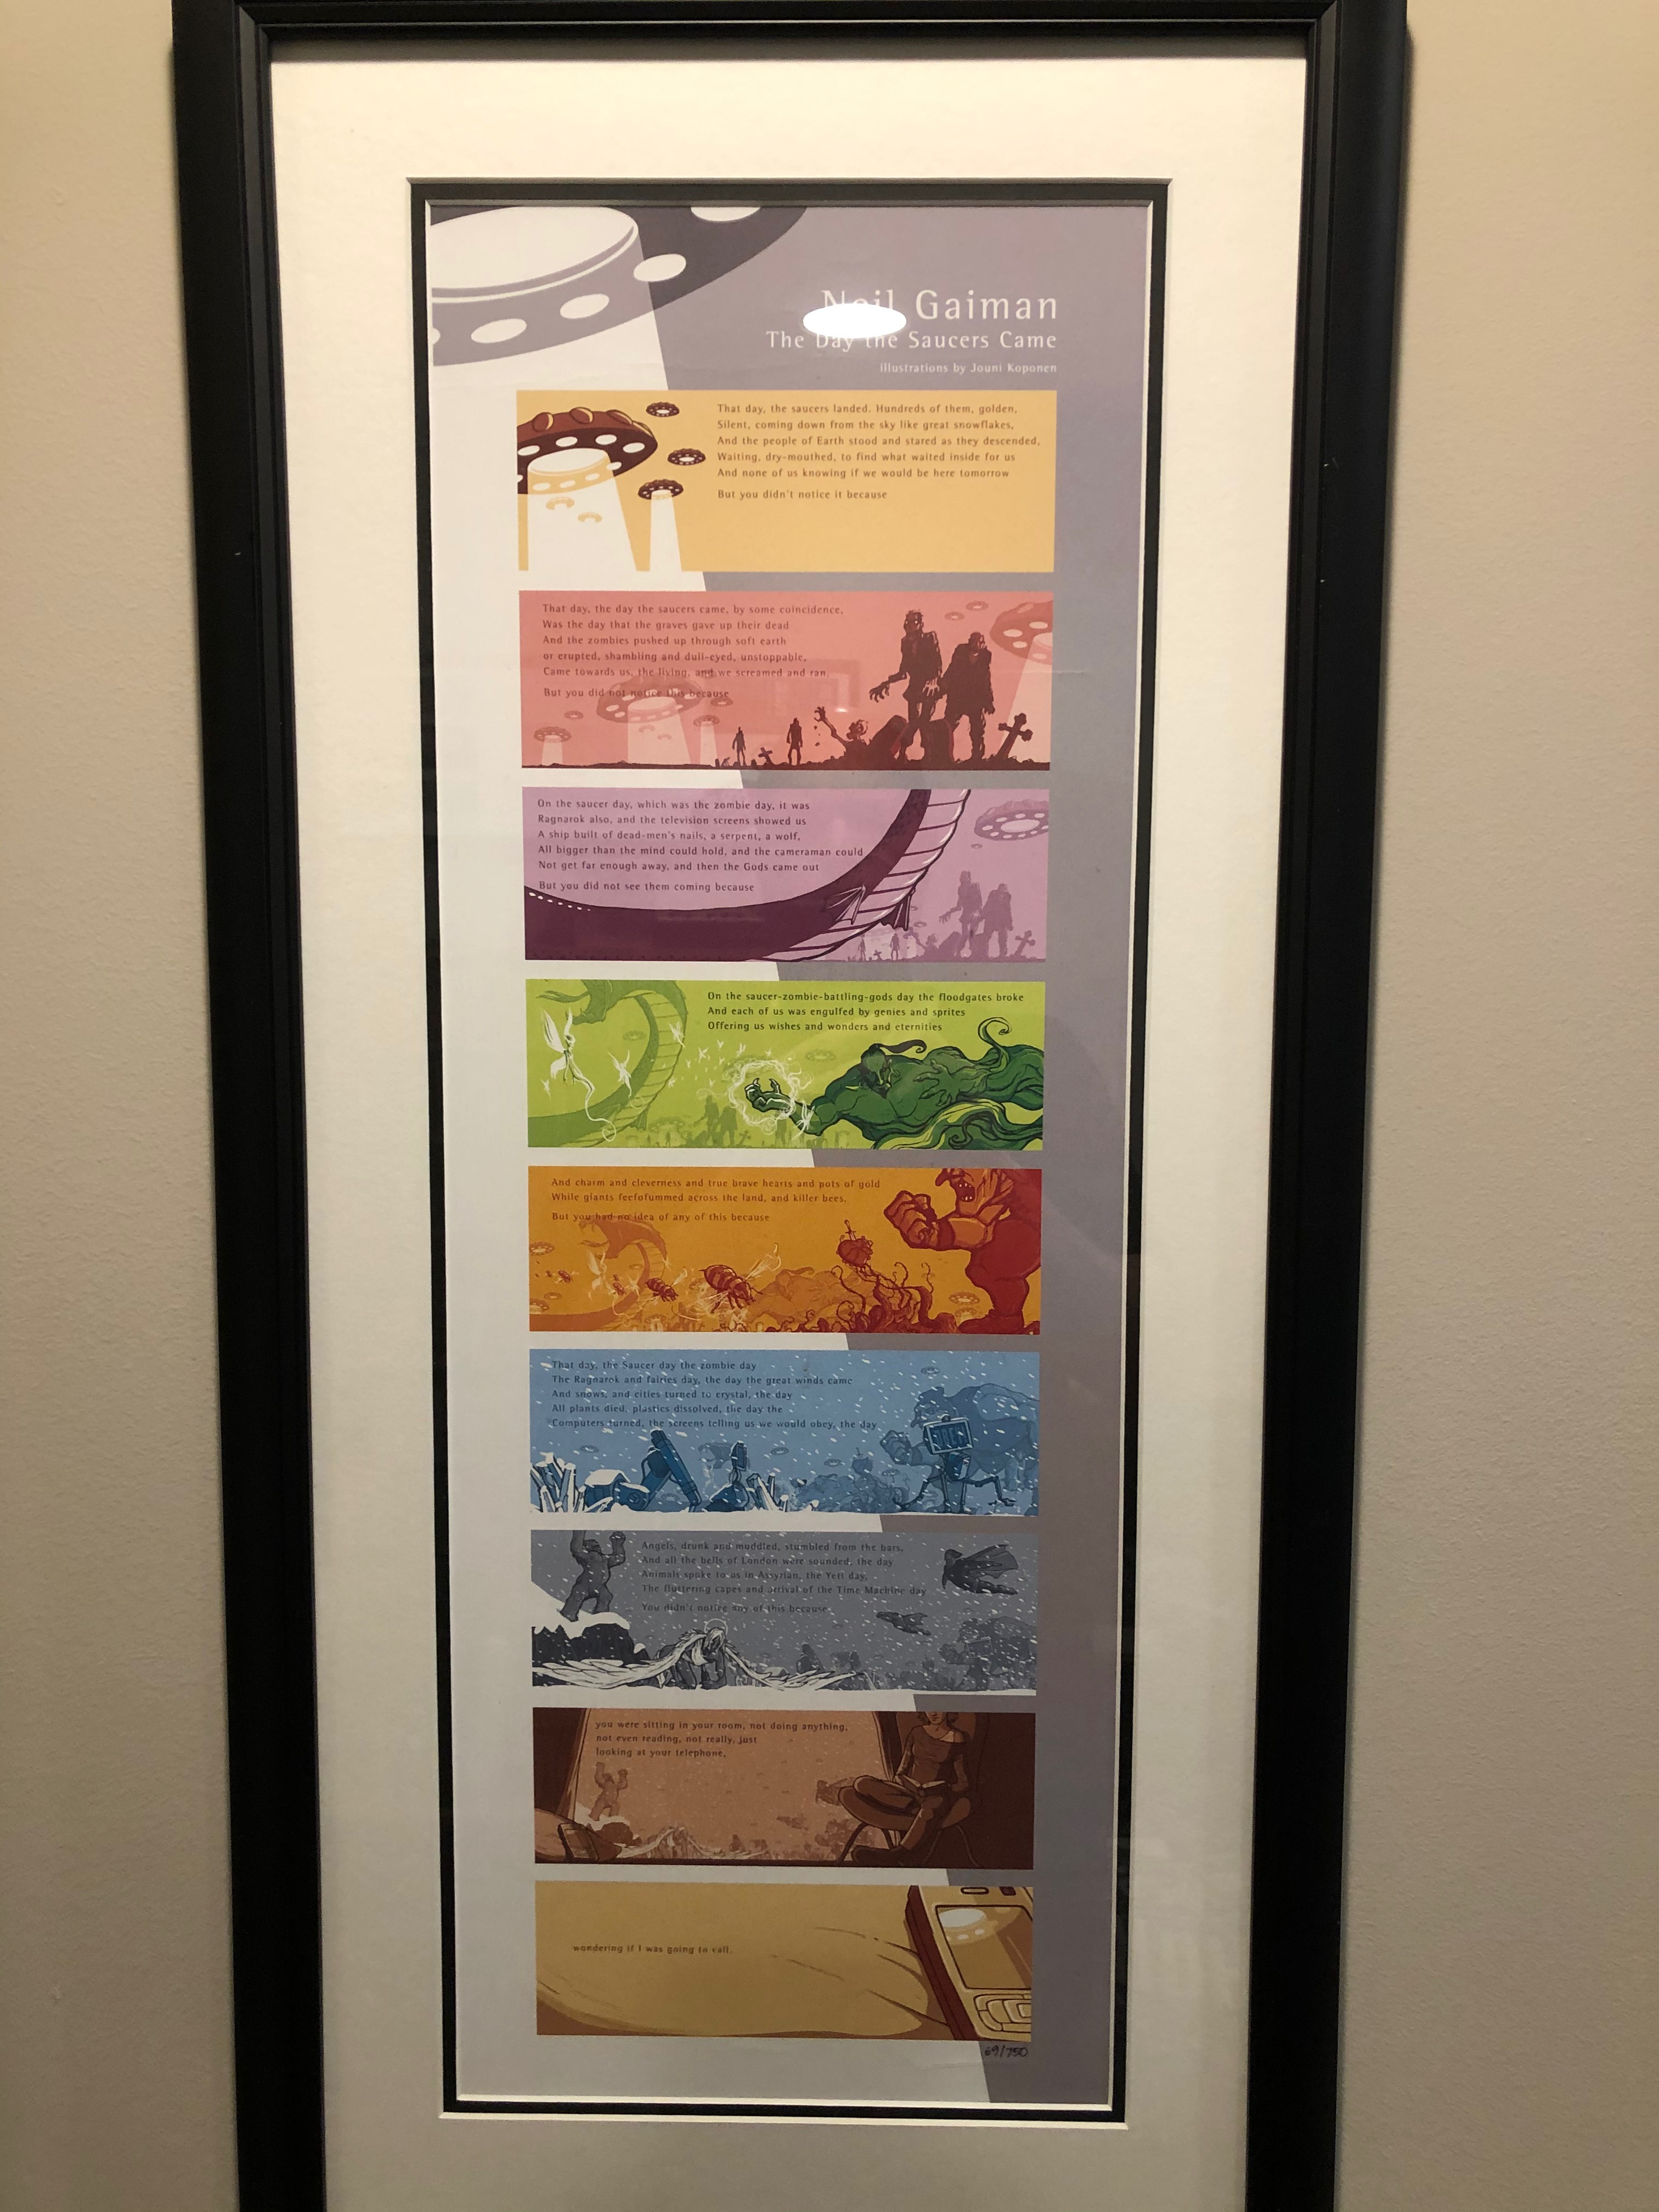 Neil Gaiman
The Day the Saucers Came
illustrations by Jouni Koponen
That day, the saucers landed. Hundreds of them, golden,
Silent, coming down from the sky like great snowflakes,
And the people of Earth stood and stared as they descended,
Waiting, dry-mouthed, to find what waited inside for us
And none of us knowing if we would be here tomorrow
But you didn't notice it because
That day, the day the saucers came, by some coincidence,
Was the day that the graves gave up their dead
And the zombies pushed up through soft earth
or erupted, shambling and dull-eyed, unstoppable,
Came towards us, the living, and we screamed and ran,
But you did not notice this because
On the saucer day, which was the zombie day, it was
Ragnarok also, and the television screens showed us
A ship built of dead-men's nails, a serpent, a wolf,
All bigger than the mind could hold, and the cameraman could
Not get far enough away, and then the Gods came out
But you did not see them coming because
On the saucer-zombie-battling-gods day the floodgates broke
And each of us was engulfed by genies and sprites
Offering us wishes and wonders and eternities
And charm and cleverness and true brave hearts and pots of gold
While giants feefofummed across the land, and killer bees,
But you had no idea of any of this because
That day, the Saucer day the zombie day
The Ragnarok and fairies day, the day the great winds came
And snows, and cities turned to crystal, the day
All plants died, plastics dissolved, the day the
Computers turned, the screens telling us we would obey, the day
Angels, drunk and muddled, stumbled from the bars,
And all the bells of London were sounded, the day
Animals spoke to us in Assyrian, the Yeti day,
The fluttering capes and arrival of the Time Machine day
You didn't notice any of this because
you were sitting in your room, not doing anything,
not even reading, not really, just
looking at your telephone,
wondering if I was going to call.
69/750